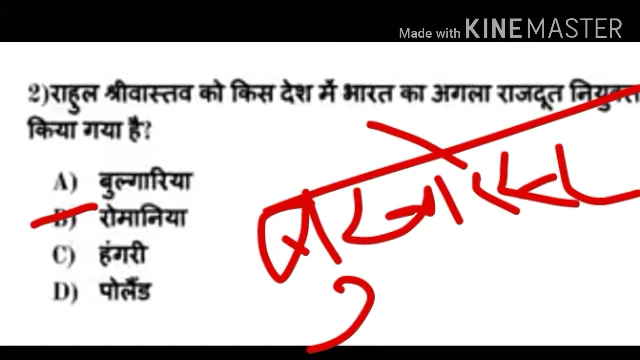 Made with KINEMASTER
2)राहुल श्रीवास्तव को किस देश में भारत का अगला राजदूत नियुक्त
किया गया है?
A) बुल्गारिया
B) रोमानिया
C) हंगरी
D) पोलैंड